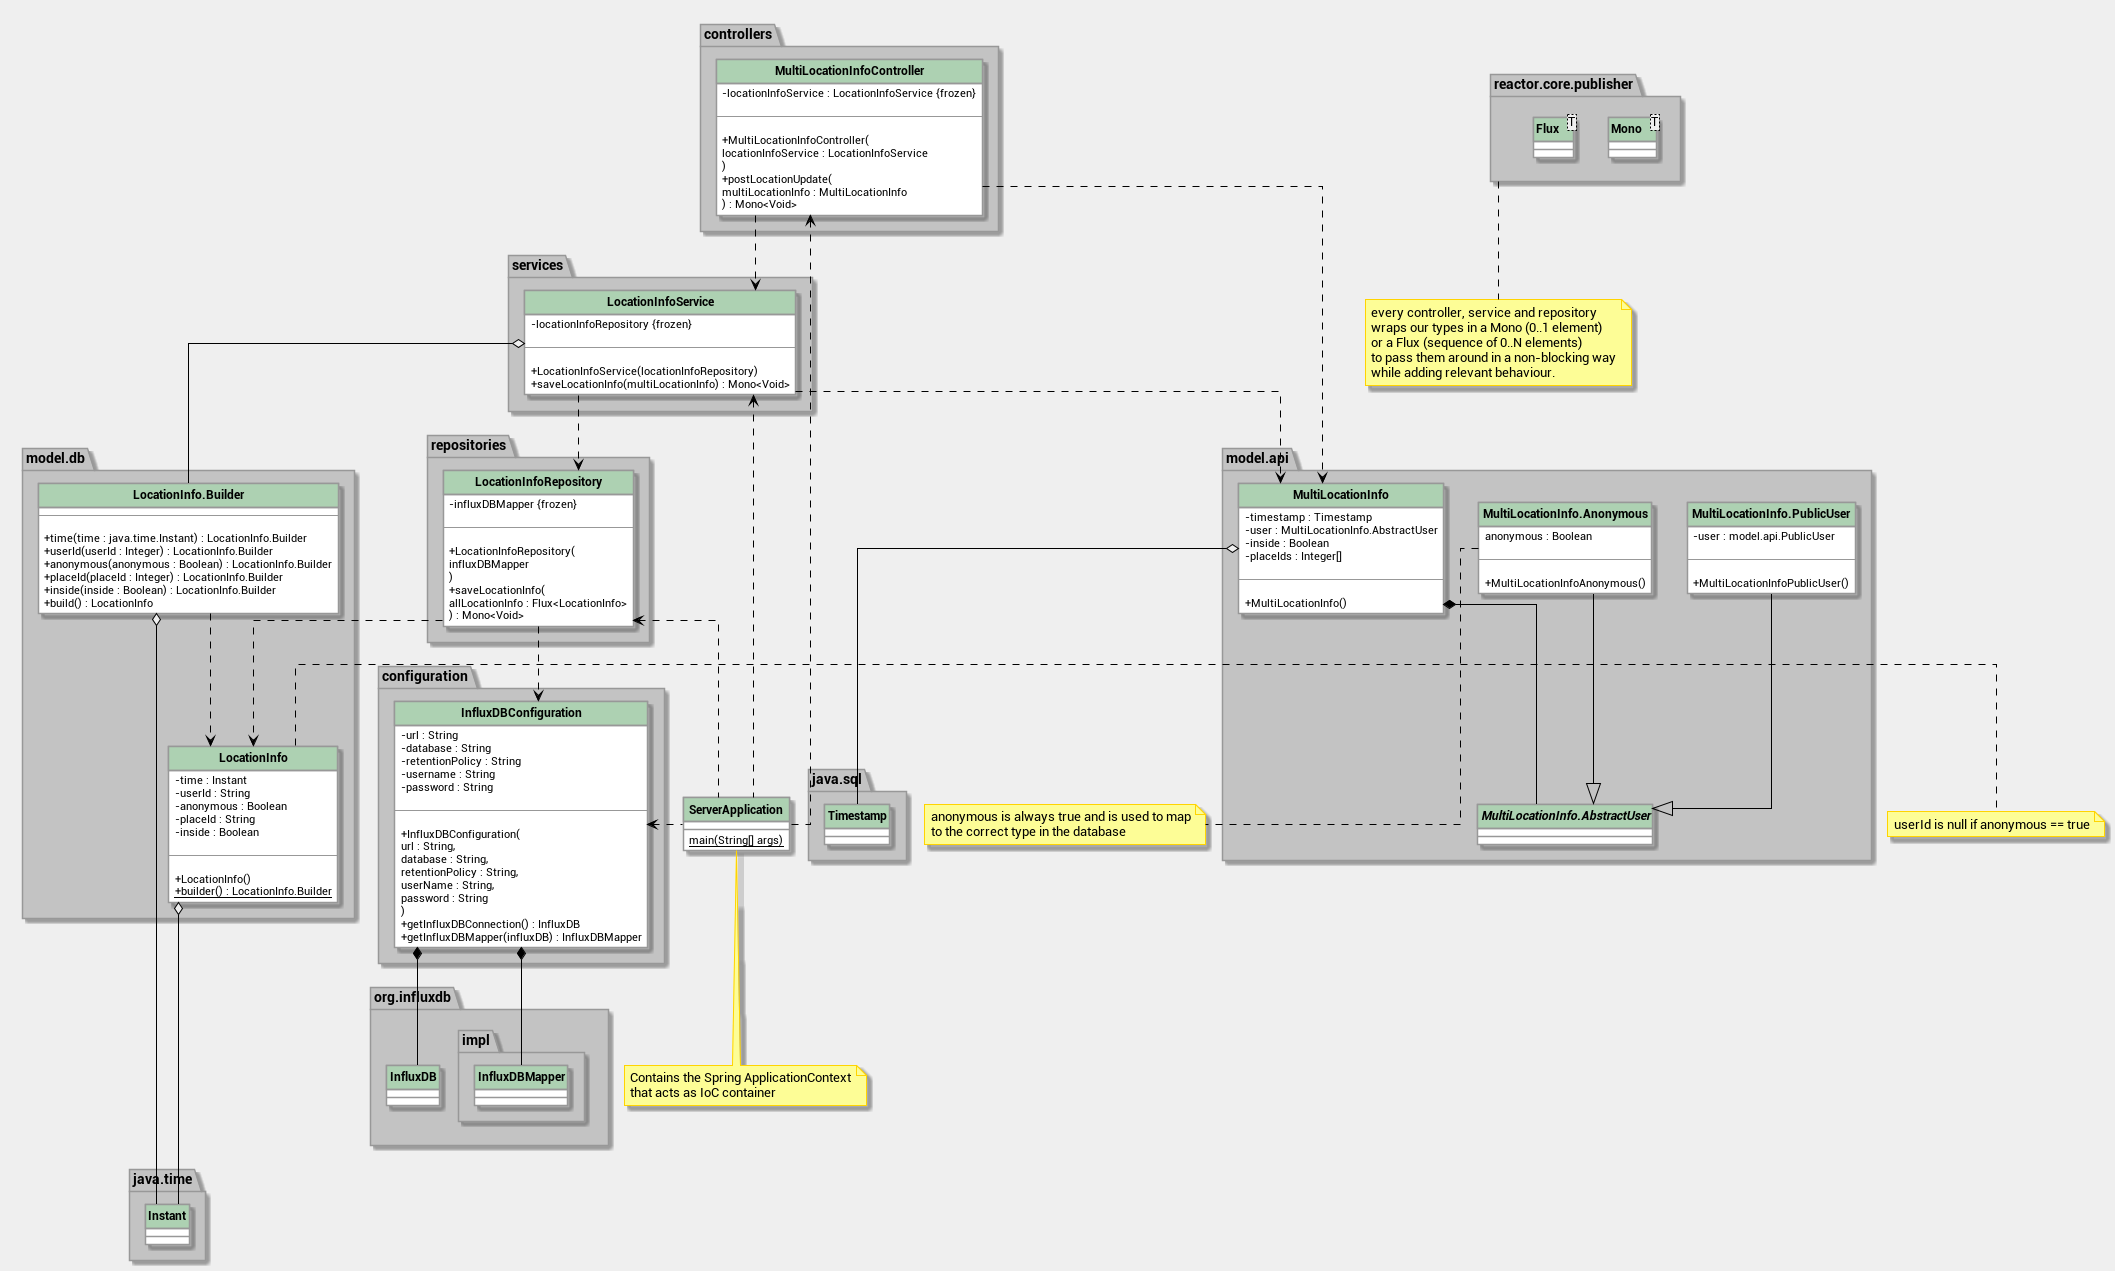 controllers
MultiLocationInfoController
-locationInfoService : LocationInfoService {frozen}
+MultiLocationInfoController(
locationInfoService : LocationInfoService
)
+postLocationUpdate(
multiLocationInfo : MultiLocationInfo
) : Mono<Void>
reactor.core.publisher
Flux
T
Mono
T
every controller, service and repository
wraps our types in a Mono (0..1 element)
or a Flux (sequence of 0..N elements)
to pass them around in a non-blocking way
while adding relevant behaviour.
services
LocationInfoService
-locationInfoRepository {frozen}
+LocationInfoService(locationInfoRepository)
+saveLocationInfo(multiLocationInfo) : Mono<Void>
model.db
LocationInfo.Builder
+time(time : java.time.Instant) : LocationInfo.Builder
+userId(userId : Integer) : LocationInfo.Builder
+anonymous(anonymous : Boolean) : LocationInfo.Builder
+placeId(placeId : Integer) : LocationInfo.Builder
+inside(inside : Boolean) : LocationInfo.Builder
+build() : LocationInfo
LocationInfo
-time : Instant
-userId : String
-anonymous : Boolean
-placeId : String
-inside : Boolean
+LocationInfo()
+builder() : LocationInfo.Builder
repositories
LocationInfoRepository
-influxDBMapper {frozen}
+LocationInfoRepository(
influxDBMapper
)
+saveLocationInfo(
allLocationInfo : Flux<LocationInfo>
) : Mono<Void>
configuration
InfluxDBConfiguration
-url : String
-database : String
-retentionPolicy : String
-username : String
-password : String
+InfluxDBConfiguration(
url : String,
database : String,
retentionPolicy : String,
userName : String,
password : String
)
+getInfluxDBConnection() : InfluxDB
+getInfluxDBMapper(influxDB) : InfluxDBMapper
ServerApplication
main(String[] args)
java.sql
Timestamp
anonymous is always true and is used to map
to the correct type in the database
model.api
MultiLocationInfo
-timestamp : Timestamp
-user : MultiLocationInfo.AbstractUser
-inside : Boolean
-placeIds : Integer[]
+MultiLocationInfo()
MultiLocationInfo.Anonymous
anonymous : Boolean
+MultiLocationInfoAnonymous()
MultiLocationInfo.PublicUser
-user : model.api.PublicUser
+MultiLocationInfoPublicUser()
MultiLocationInfo.AbstractUser
userId is null if anonymous == true
org.influxdb
InfluxDB
impl
InfluxDBMapper
Contains the Spring ApplicationContext
that acts as IoC container
java.time
Instant